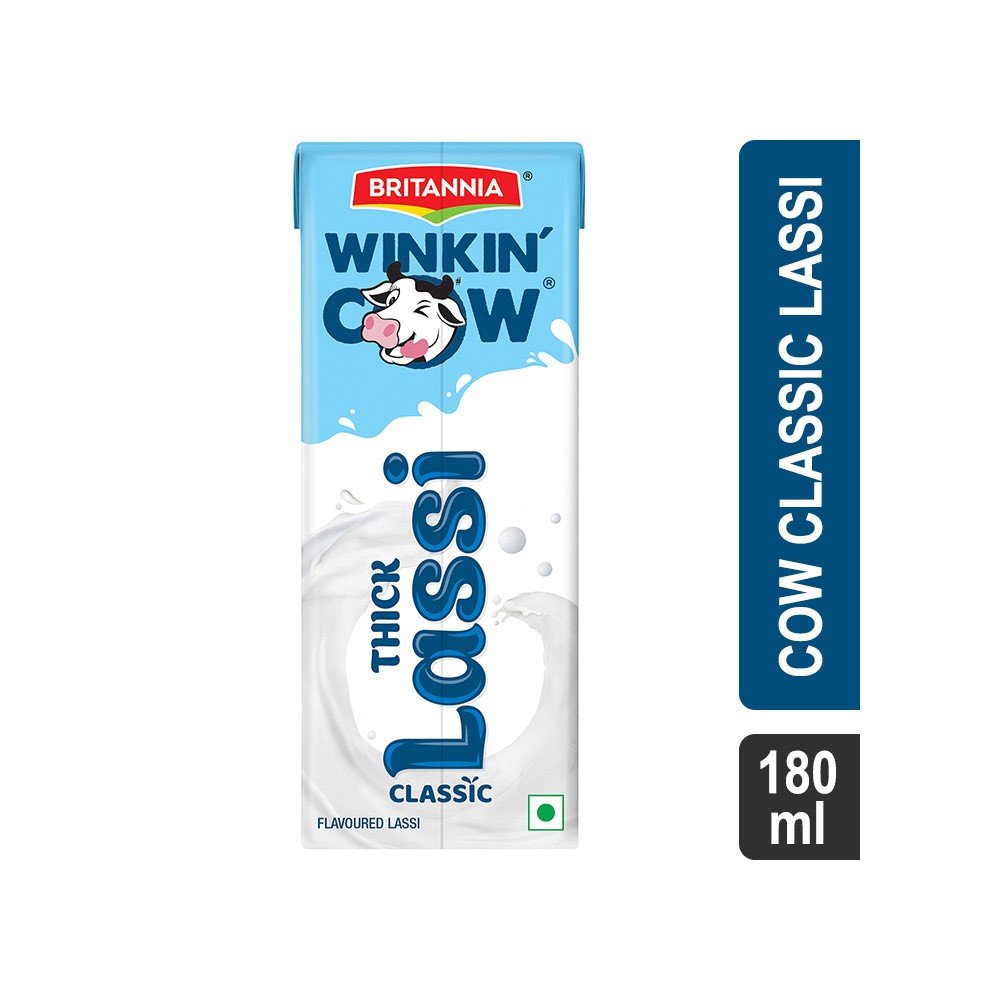 BRITANNIA ®
WINKIN'
COW # ®
THICK
Lassi
CLASSIC
FLAVOURED LASSI
COW CLASSIC LASSI
180
ml